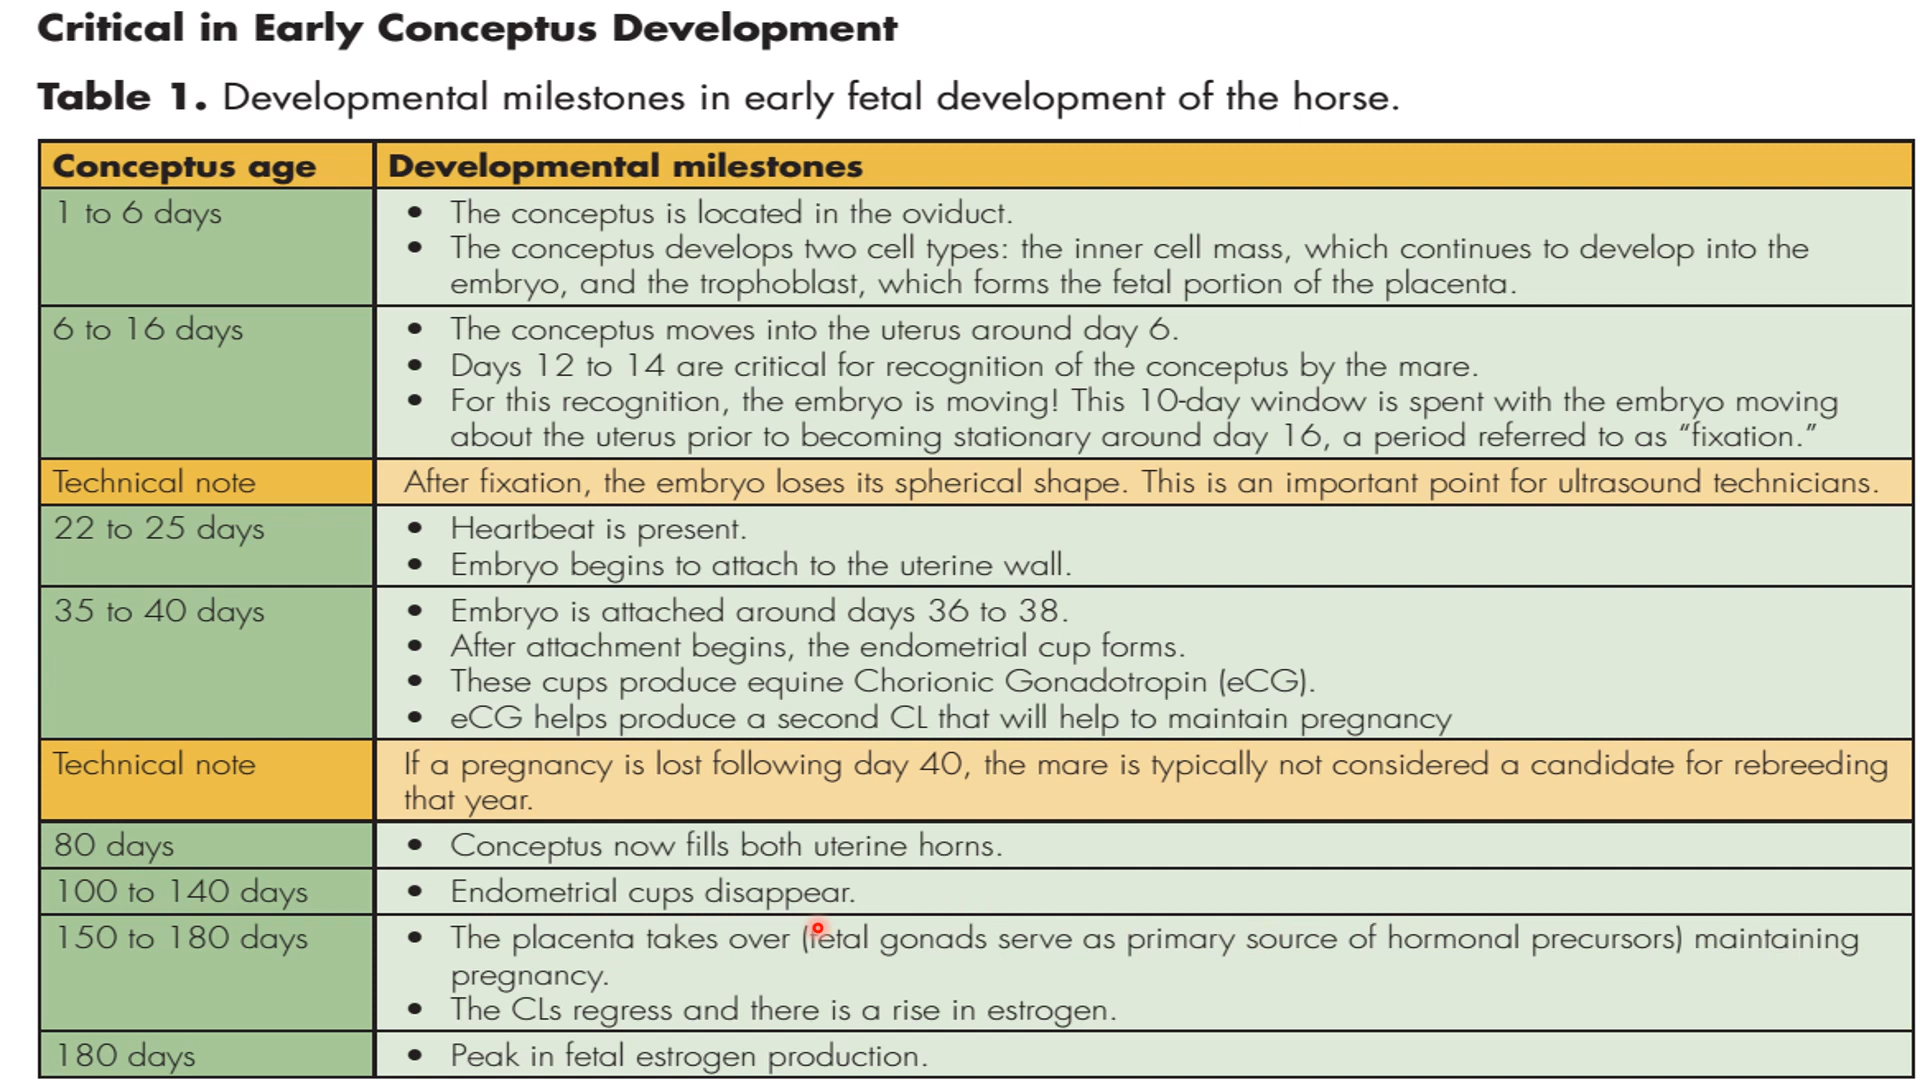 Critical in Early Conceptus Development
Table 1. Developmental milestones in early fetal development of the horse.
Conceptus age
Developmental milestones
1 to 6 days
• The conceptus is located in the oviduct.
• The conceptus develops two cell types: the inner cell mass, which continues to develop into the
embryo, and the trophoblast, which forms the fetal portion of the placenta.
6 to 16 days
• The conceptus moves into the uterus around day 6.
• Days 12 to 14 are critical for recognition of the conceptus by the mare.
• For this recognition, the embryo is moving! This 10-day window is spent with the embryo moving
about the uterus prior to becoming stationary around day 16, a period referred to as “fixation.”
Technical note
After fixation, the embryo loses its spherical shape. This is an important point for ultrasound technicians.
22 to 25 days
• Heartbeat is present.
• Embryo begins to attach to the uterine wall.
35 to 40 days
• Embryo is attached around days 36 to 38.
• After attachment begins, the endometrial cup forms.
• These cups produce equine Chorionic Gonadotropin (eCG).
• eCG helps produce a second CL that will help to maintain pregnancy
Technical note
If a pregnancy is lost following day 40, the mare is typically not considered a candidate for rebreeding
that year.
80 days
• Conceptus now fills both uterine horns.
100 to 140 days
• Endometrial cups disappear.
150 to 180 days
• The placenta takes over (fetal gonads serve as primary source of hormonal precursors) maintaining
pregnancy.
• The CLs regress and there is a rise in estrogen.
180 days
• Peak in fetal estrogen production.